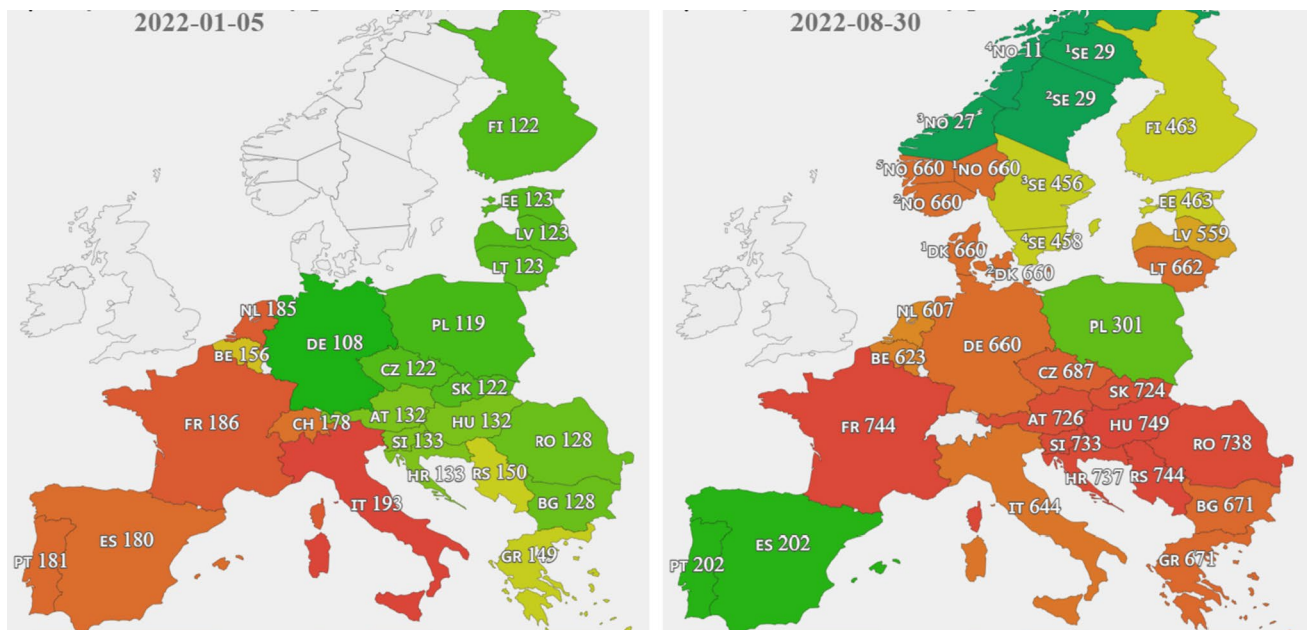 2022-01-05
FI 122
EE 123
LV 123
LT 123
NL 185
BE 156
DE 108
PL 119
CZ 122
SK 122
FR 186
CH 178
AT 132
HU 132
SI 133
RO 128
HR 133
RS 150
IT 193
BG 128
PT 181
ES 180
GR 149
2022-08-30
4NO 11
1SE 29
2SE 29
3NO 27
FI 463
5NO 660
1NO 660
3SE 456
2NO 660
EE 463
LV 559
4SE 458
1DK 660
2DK 660
LT 662
NL 607
PL 301
BE 623
DE 660
CZ 687
SK 724
FR 744
AT 726
HU 749
SI 733
RO 738
HR 737
RS 744
IT 644
BG 671
PT 202
ES 202
GR 671